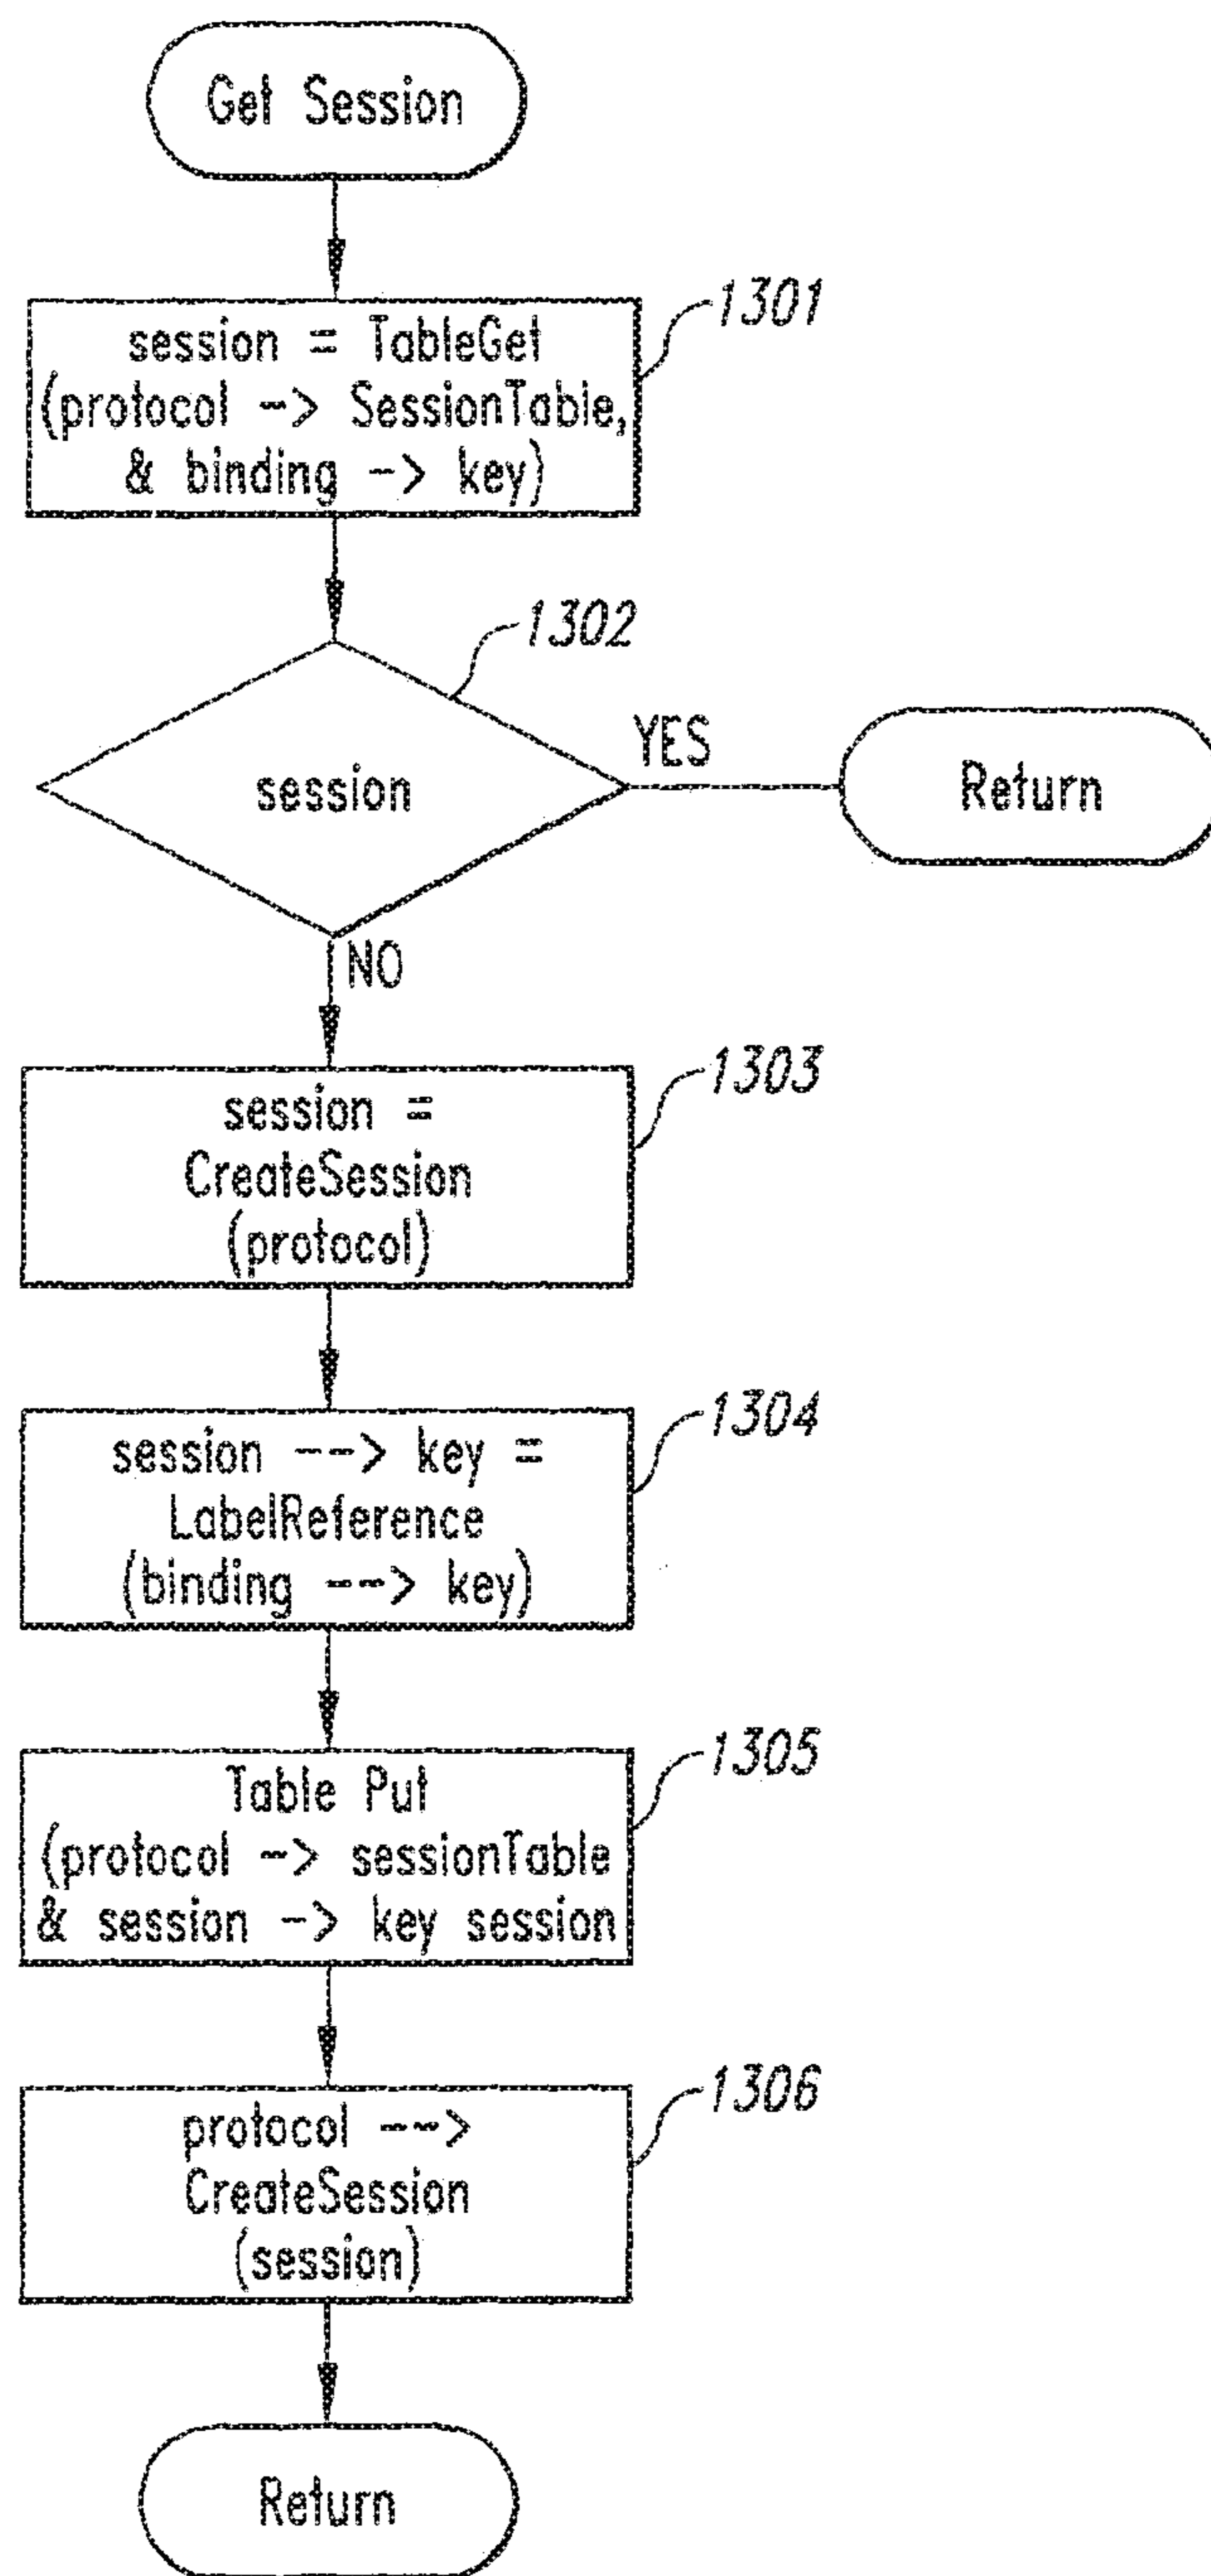 Get Session
1301
session = TableGet
(protocol -> SessionTable,
& binding -> key)
1302
session
YES
Return
NO
1303
session =
CreateSession
(protocol)
1304
session --> key =
LabelReference
(binding --> key)
1305
Table Put
(protocol -> sessionTable
& session -> key session
1306
protocol -->
CreateSession
(session)
Return